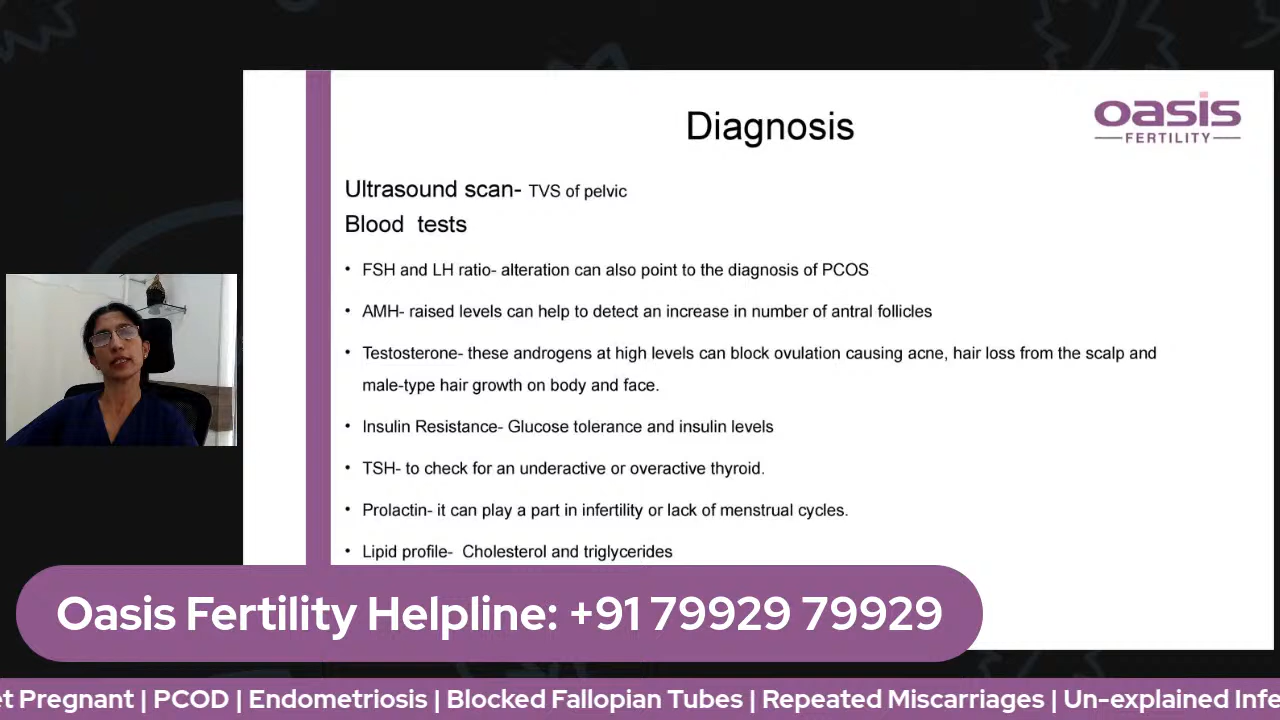 Diagnosis
oasis
FERTILITY
Ultrasound scan- TVS of pelvic
Blood tests
• FSH and LH ratio- alteration can also point to the diagnosis of PCOS
• AMH- raised levels can help to detect an increase in number of antral follicles
• Testosterone- these androgens at high levels can block ovulation causing acne, hair loss from the scalp and
male-type hair growth on body and face.
• Insulin Resistance- Glucose tolerance and insulin levels
• TSH- to check for an underactive or overactive thyroid.
• Prolactin- it can play a part in infertility or lack of menstrual cycles.
• Lipid profile- Cholesterol and triglycerides
Oasis Fertility Helpline: +91 79929 79929
et Pregnant | PCOD | Endometriosis | Blocked Fallopian Tubes | Repeated Miscarriages | Un-explained Infe